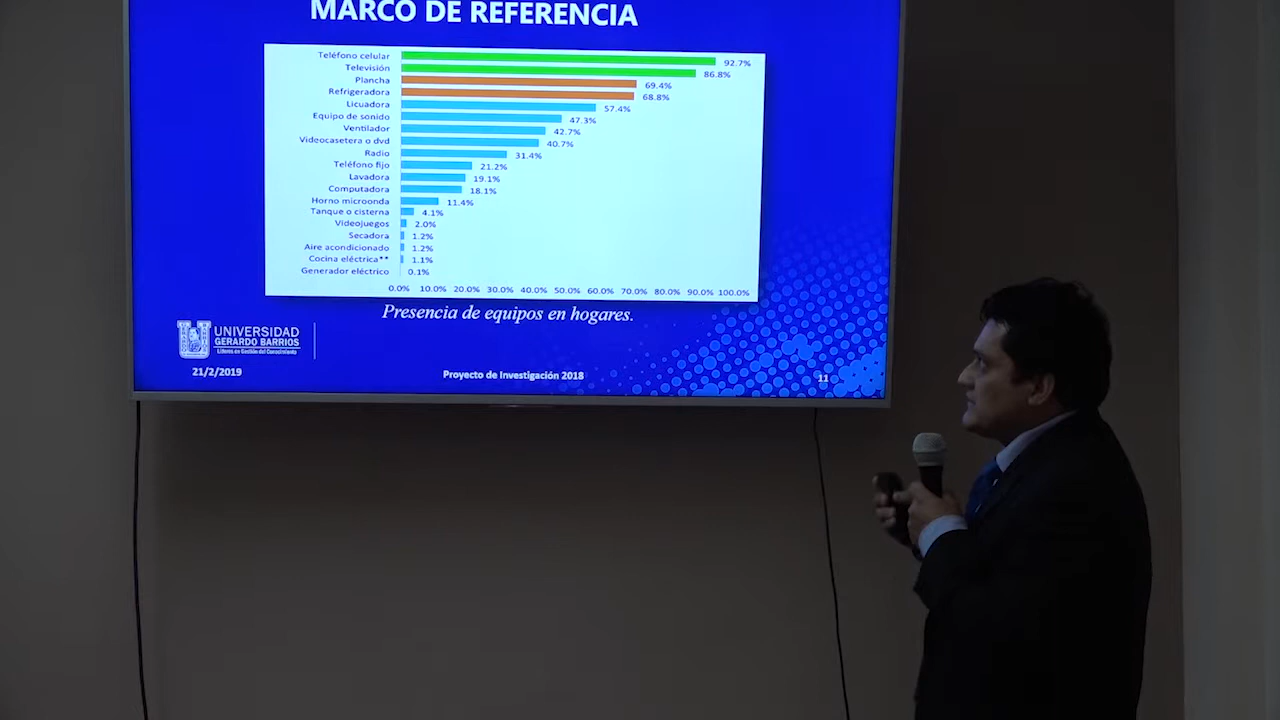 MARCO DE REFERENCIA
Teléfono celular 92.7%
Televisión 86.8%
Plancha 69.4%
Refrigeradora 68.8%
Licuadora 57.4%
Equipo de sonido 47.3%
Ventilador 42.7%
Videocasetera o dvd 40.7%
Radio 31.4%
Teléfono fijo 21.2%
Lavadora 19.1%
Computadora 18.1%
Horno microonda 11.4%
Tanque o cisterna 4.1%
Videojuegos 2.0%
Secadora 1.2%
Aire acondicionado 1.2%
Cocina eléctrica** 1.1%
Generador eléctrico 0.1%
0.0% 10.0% 20.0% 30.0% 40.0% 50.0% 60.0% 70.0% 80.0% 90.0% 100.0%
Presencia de equipos en hogares.
UNIVERSIDAD
GERARDO BARRIOS
Líderes en Gestión del Conocimiento
21/2/2019 Proyecto de Investigación 2018 11